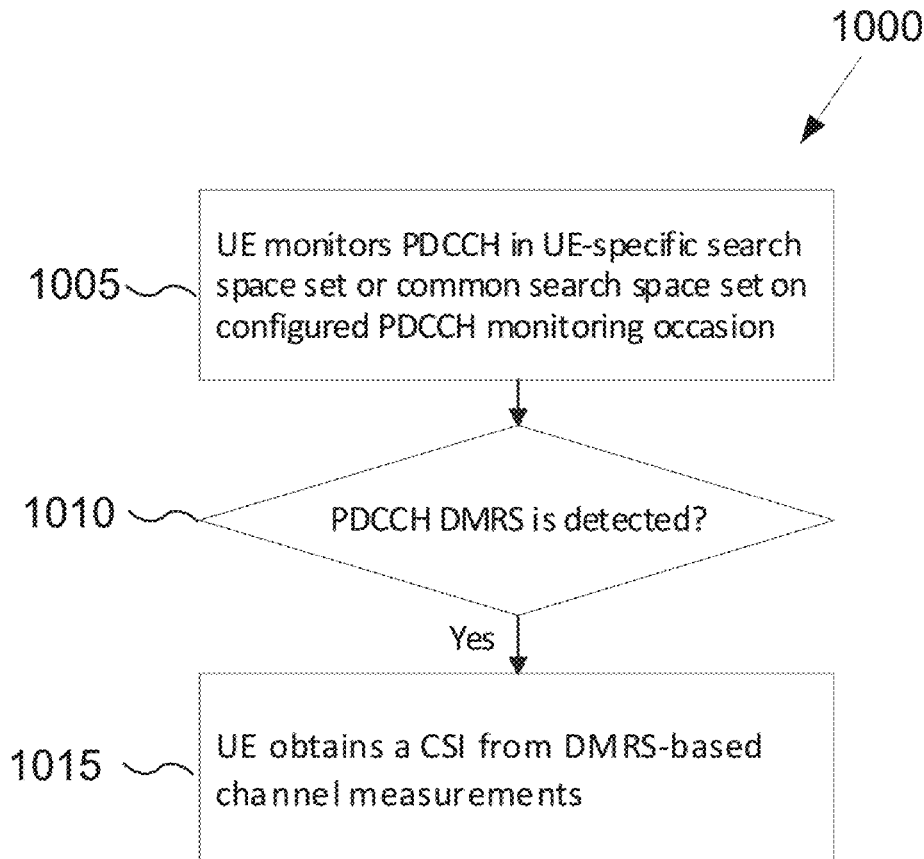 1000
UE monitors PDCCH in UE-specific search
space set or common search space set on
configured PDCCH monitoring occasion
1005
PDCCH DMRS is detected?
1010
Yes
UE obtains a CSI from DMRS-based
channel measurements
1015